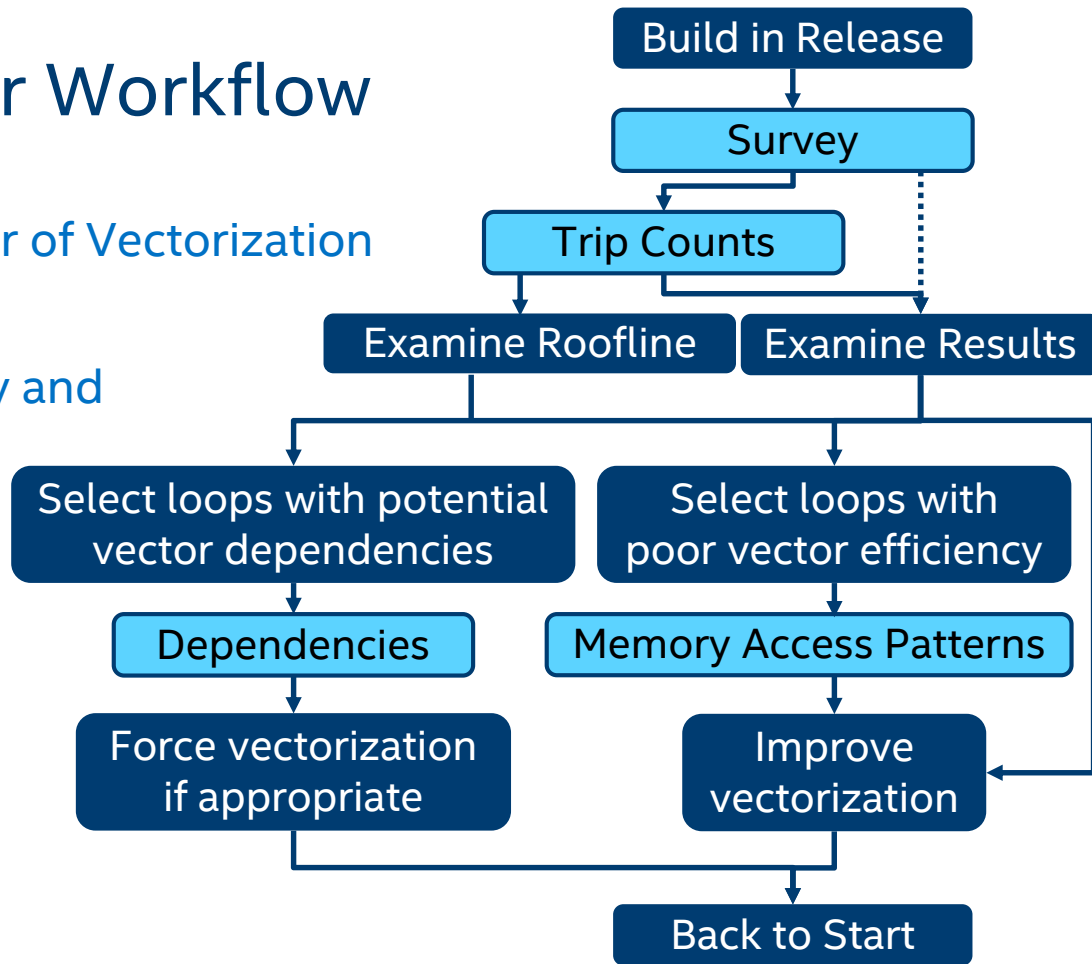 Build in Release
r Workflow
Survey
r of Vectorization
Trip Counts
Examine Roofline
Examine Results
y and
Select loops with potential
vector dependencies
Select loops with
poor vector efficiency
Dependencies
Memory Access Patterns
Force vectorization
if appropriate
Improve
vectorization
Back to Start